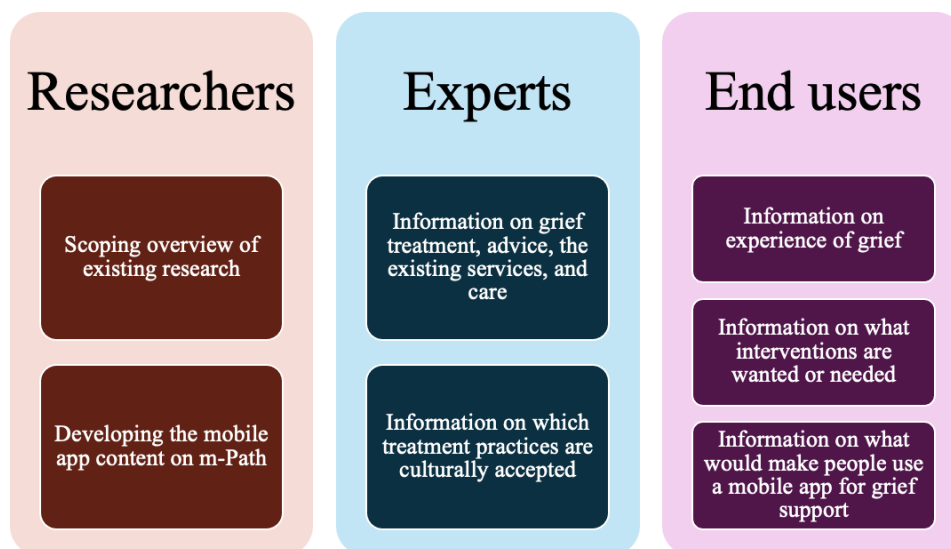 Researchers
Scoping overview of
existing research
Developing the mobile
app content on m-Path
Experts
Information on grief
treatment, advice, the
existing services, and
care
Information on which
treatment practices are
culturally accepted
End users
Information on
experience of grief
Information on what
interventions are
wanted or needed
Information on what
would make people use
a mobile app for grief
support